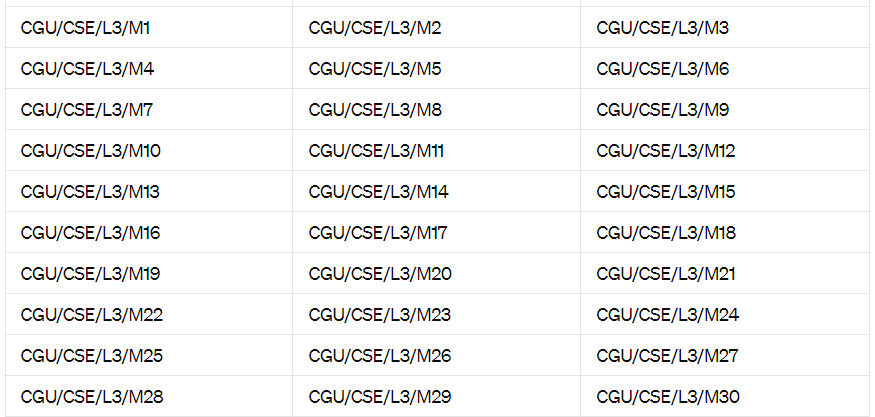 CGU/CSE/L3/M1 CGU/CSE/L3/M2 CGU/CSE/L3/M3
CGU/CSE/L3/M4 CGU/CSE/L3/M5 CGU/CSE/L3/M6
CGU/CSE/L3/M7 CGU/CSE/L3/M8 CGU/CSE/L3/M9
CGU/CSE/L3/M10 CGU/CSE/L3/M11 CGU/CSE/L3/M12
CGU/CSE/L3/M13 CGU/CSE/L3/M14 CGU/CSE/L3/M15
CGU/CSE/L3/M16 CGU/CSE/L3/M17 CGU/CSE/L3/M18
CGU/CSE/L3/M19 CGU/CSE/L3/M20 CGU/CSE/L3/M21
CGU/CSE/L3/M22 CGU/CSE/L3/M23 CGU/CSE/L3/M24
CGU/CSE/L3/M25 CGU/CSE/L3/M26 CGU/CSE/L3/M27
CGU/CSE/L3/M28 CGU/CSE/L3/M29 CGU/CSE/L3/M30